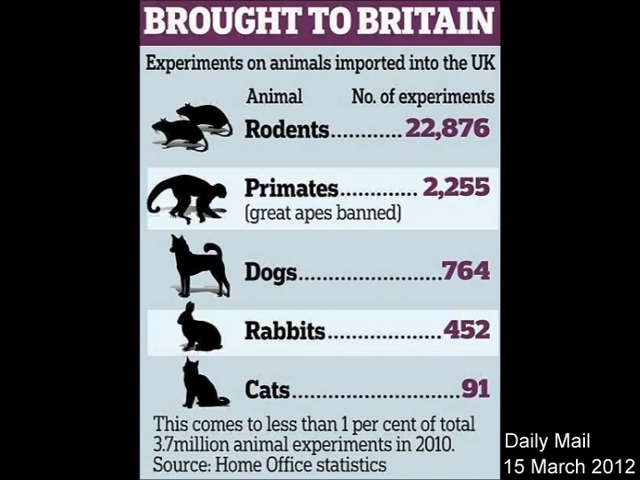 BROUGHT TO BRITAIN
Experiments on animals imported into the UK
Animal No. of experiments
Rodents............22,876
Primates.............2,255
(great apes banned)
Dogs........................764
Rabbits...................452
Cats............................91
This comes to less than 1 per cent of total
3.7million animal experiments in 2010.
Source: Home Office statistics
Daily Mail
15 March 2012